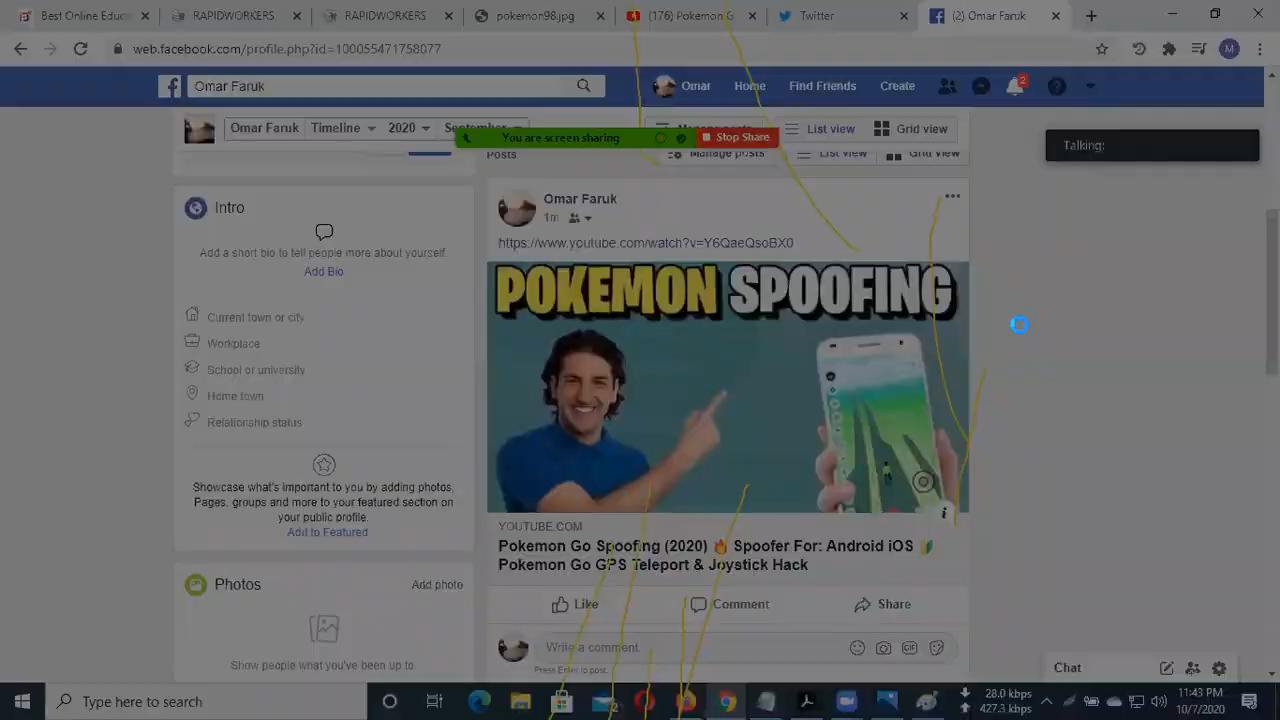 Best Online Educa
RAPIDWORKERS
RAPIDWORKERS
pokemon98.jpg
(176) Pokemon G
Twitter
(2) Omar Faruk
web.facebook.com/profile.php?id=100055471758077
M
Omar Faruk
Omar
Home
Find Friends
Create
2
Omar Faruk
Timeline
2020
September
You are screen sharing
Stop Share
List view
Grid view
Talking:
Posts
Manage posts
List view
Grid view
Intro
Add a short bio to tell people more about yourself.
Add Bio
Current town or city
Workplace
School or university
Home town
Relationship status
Showcase what's important to you by adding photos,
Pages, groups and more to your featured section on
your public profile.
Add to Featured
Photos
Add photo
Show people what you've been up to.
Omar Faruk
1m
https://www.youtube.com/watch?v=Y6QaeQsoBX0
POKEMON SPOOFING
YOUTUBE.COM
Pokemon Go Spoofing (2020) 🔥 Spoofer For: Android iOS 🔰
Pokemon Go GPS Teleport & Joystick Hack
Like
Comment
Share
Write a comment
Press Enter to post.
GIF
Chat
Type here to search
2
28.0 kbps
427.3 kbps
11:43 PM
10/7/2020